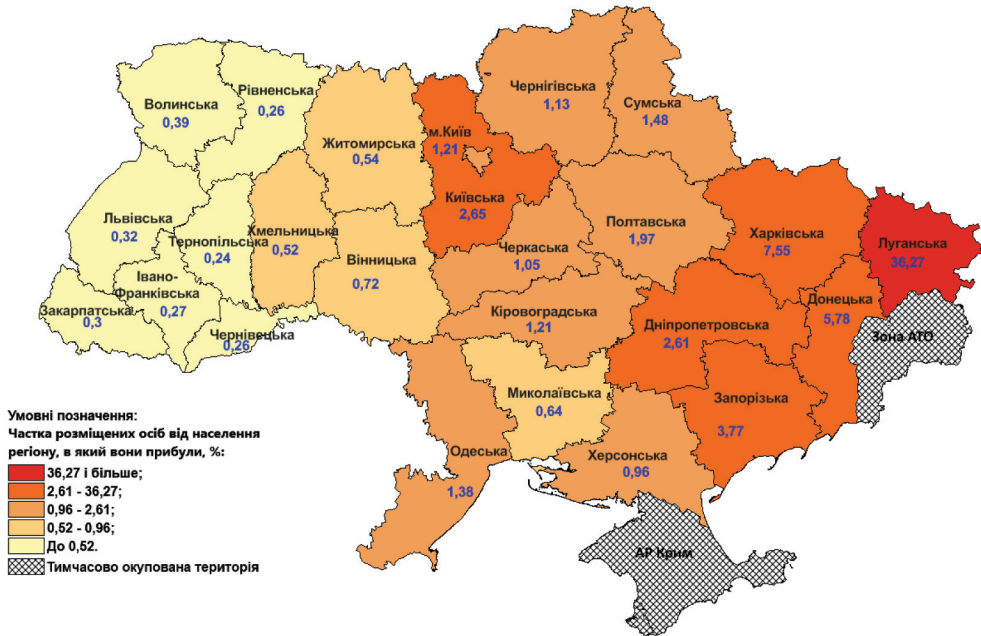 Чернігівська
1,13
Сумська
1,48
Рівненська
0,26
Волинська
0,39
м.Київ
1,21
Житомирська
0,54
Київська
2,65
Полтавська
1,97
Харківська
7,55
Луганська
36,27
Львівська
0,32
Тернопільська
0,24
Хмельницька
0,52
Вінницька
0,72
Черкаська
1,05
Івано-
Франківська
0,27
Закарпатська
0,3
Чернівецька
0,26
Кіровоградська
1,21
Дніпропетровська
2,61
Донецька
5,78
Зона АТО
Миколаївська
0,64
Запорізька
3,77
Одеська
1,38
Херсонська
0,96
АР Крим
Умовні позначення:
Частка розміщених осіб від населення
регіону, в який вони прибули, %:
36,27 і більше;
2,61 - 36,27;
0,96 - 2,61;
0,52 - 0,96;
До 0,52.
Тимчасово окупована територія